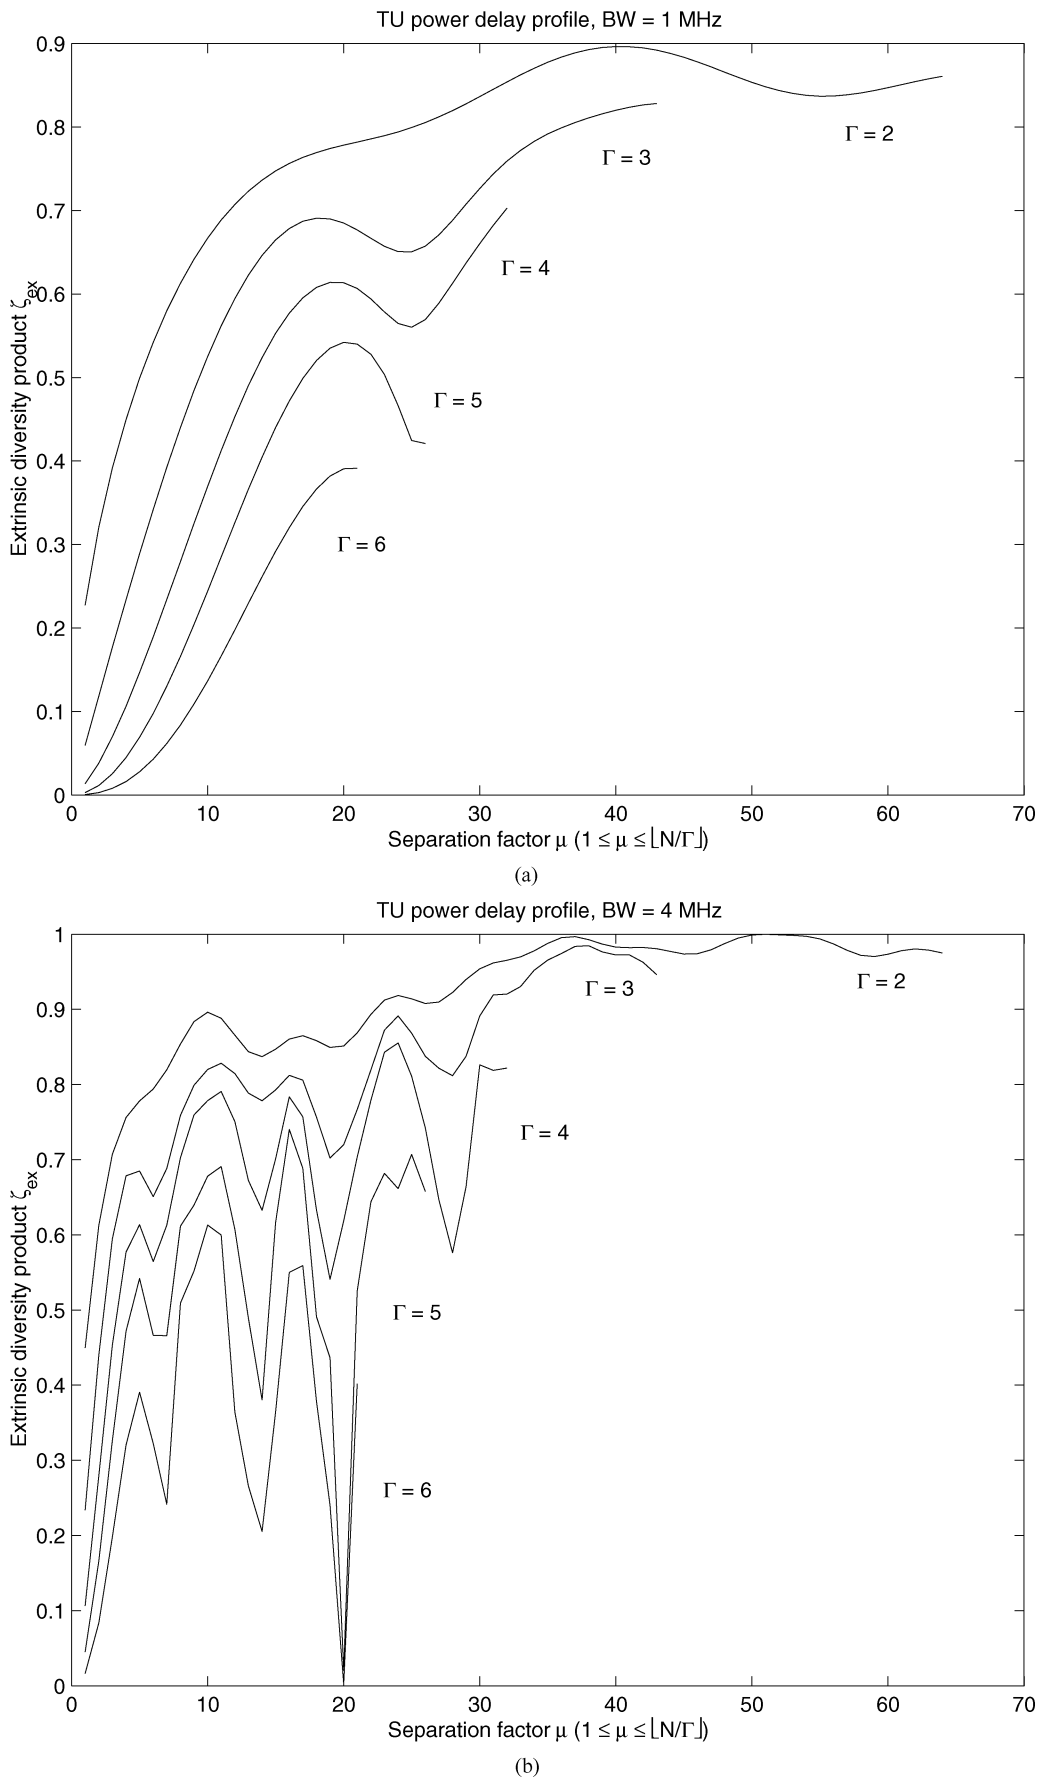 TU power delay profile, BW = 1 MHz
0.9
0.8
0.7
0.6
0.5
0.4
0.3
0.2
0.1
0
Extrinsic diversity product ζex
Γ = 2
Γ = 3
Γ = 4
Γ = 5
Γ = 6
0 10 20 30 40 50 60 70
Separation factor μ (1 ≤ μ ≤ ⌊N/Γ⌋)
(a)
TU power delay profile, BW = 4 MHz
1
0.9
0.8
0.7
0.6
0.5
0.4
0.3
0.2
0.1
0
Extrinsic diversity product ζex
Γ = 2
Γ = 3
Γ = 4
Γ = 5
Γ = 6
0 10 20 30 40 50 60 70
Separation factor μ (1 ≤ μ ≤ ⌊N/Γ⌋)
(b)